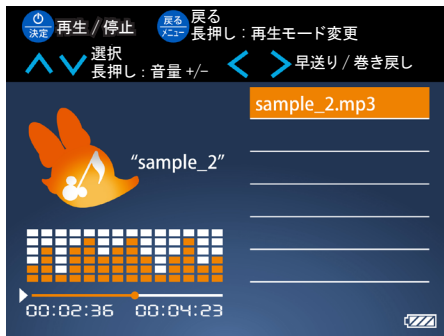 決定 再生 / 停止
戻る メニュー 戻る
長押し : 再生モード変更
選択
長押し : 音量 +/−
早送り / 巻き戻し
sample_2.mp3
“sample_2”
00:02:36 00:04:23